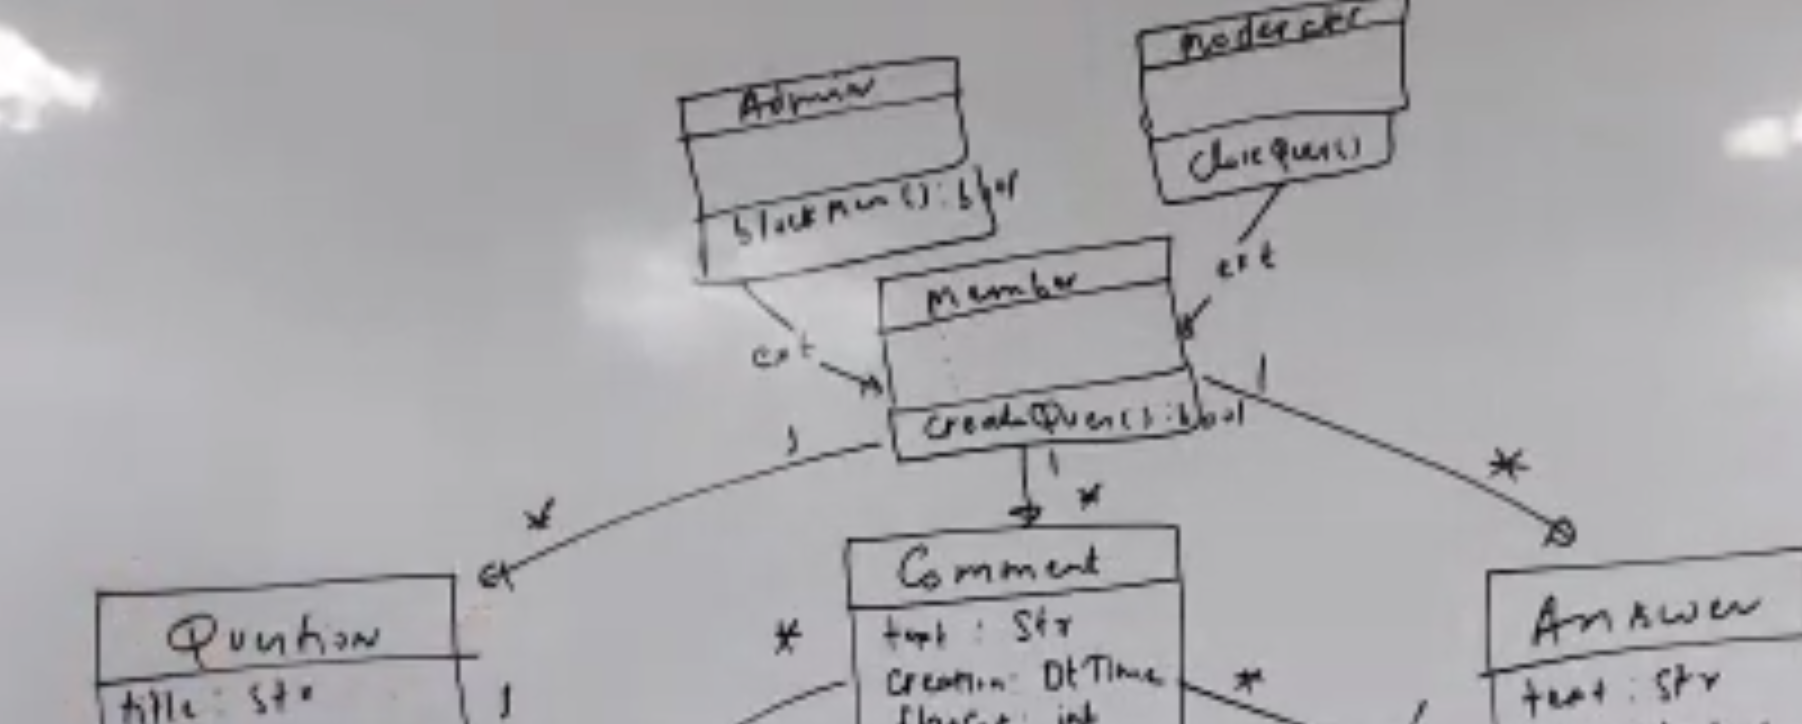 Moderator
Admin
closeQues()
blockMem(): bool
ext
Member
ext
1
createQues(): bool
1
1
*
*
*
Comment
Question
Answer
text : Str
*
creation: DtTime
*
title : Str
text : Str
1
: int